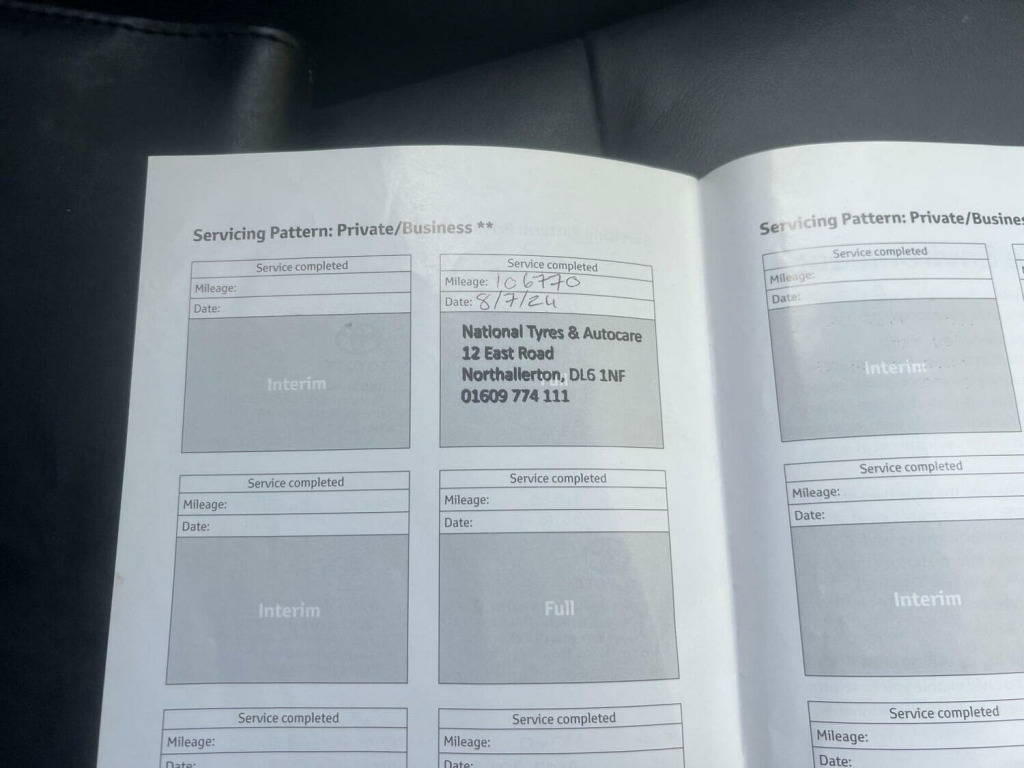 Servicing Pattern: Private/Business **
Service completed
Mileage:
Date:
Interim
Service completed
Mileage: 106770
Date: 8/7/24
National Tyres & Autocare
12 East Road
Northallerton, DL6 1NF
01609 774 111
Service completed
Mileage:
Date:
Interim
Service completed
Mileage:
Date:
Full
Service completed
Mileage:
Date:
Service completed
Mileage:
Date:
Servicing Pattern: Private/Busines
Service completed
Mileage:
Date:
Interim
Service completed
Mileage:
Date:
Interim
Service completed
Mileage:
Date: